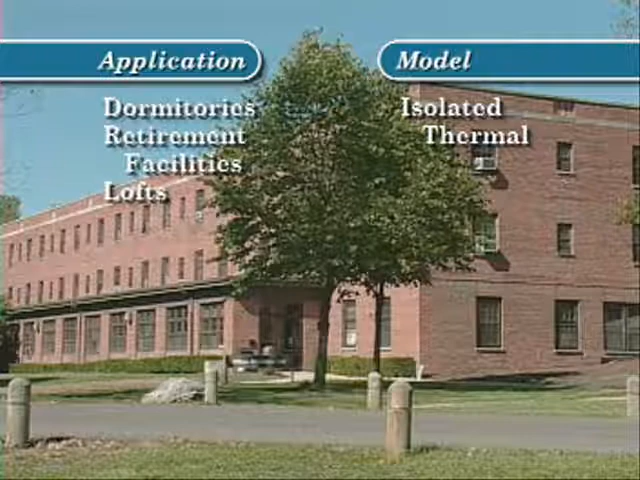 Application
Model
Dormitories
Retirement
Facilities
Lofts
Isolated
Thermal